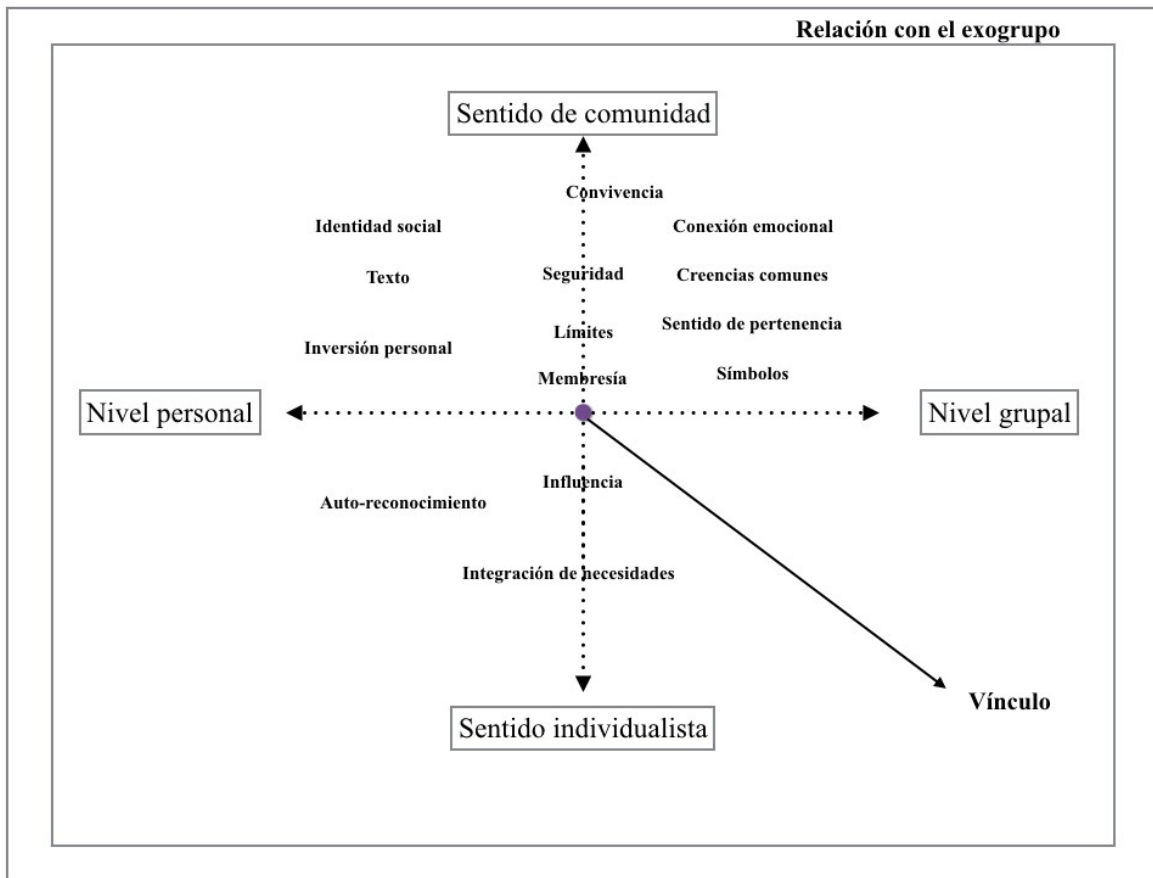 Relación con el exogrupo
Sentido de comunidad
Convivencia
Identidad social
Conexión emocional
Texto
Seguridad
Creencias comunes
Límites
Sentido de pertenencia
Inversión personal
Membresía
Símbolos
Nivel personal
Nivel grupal
Influencia
Auto-reconocimiento
Integración de necesidades
Vínculo
Sentido individualista